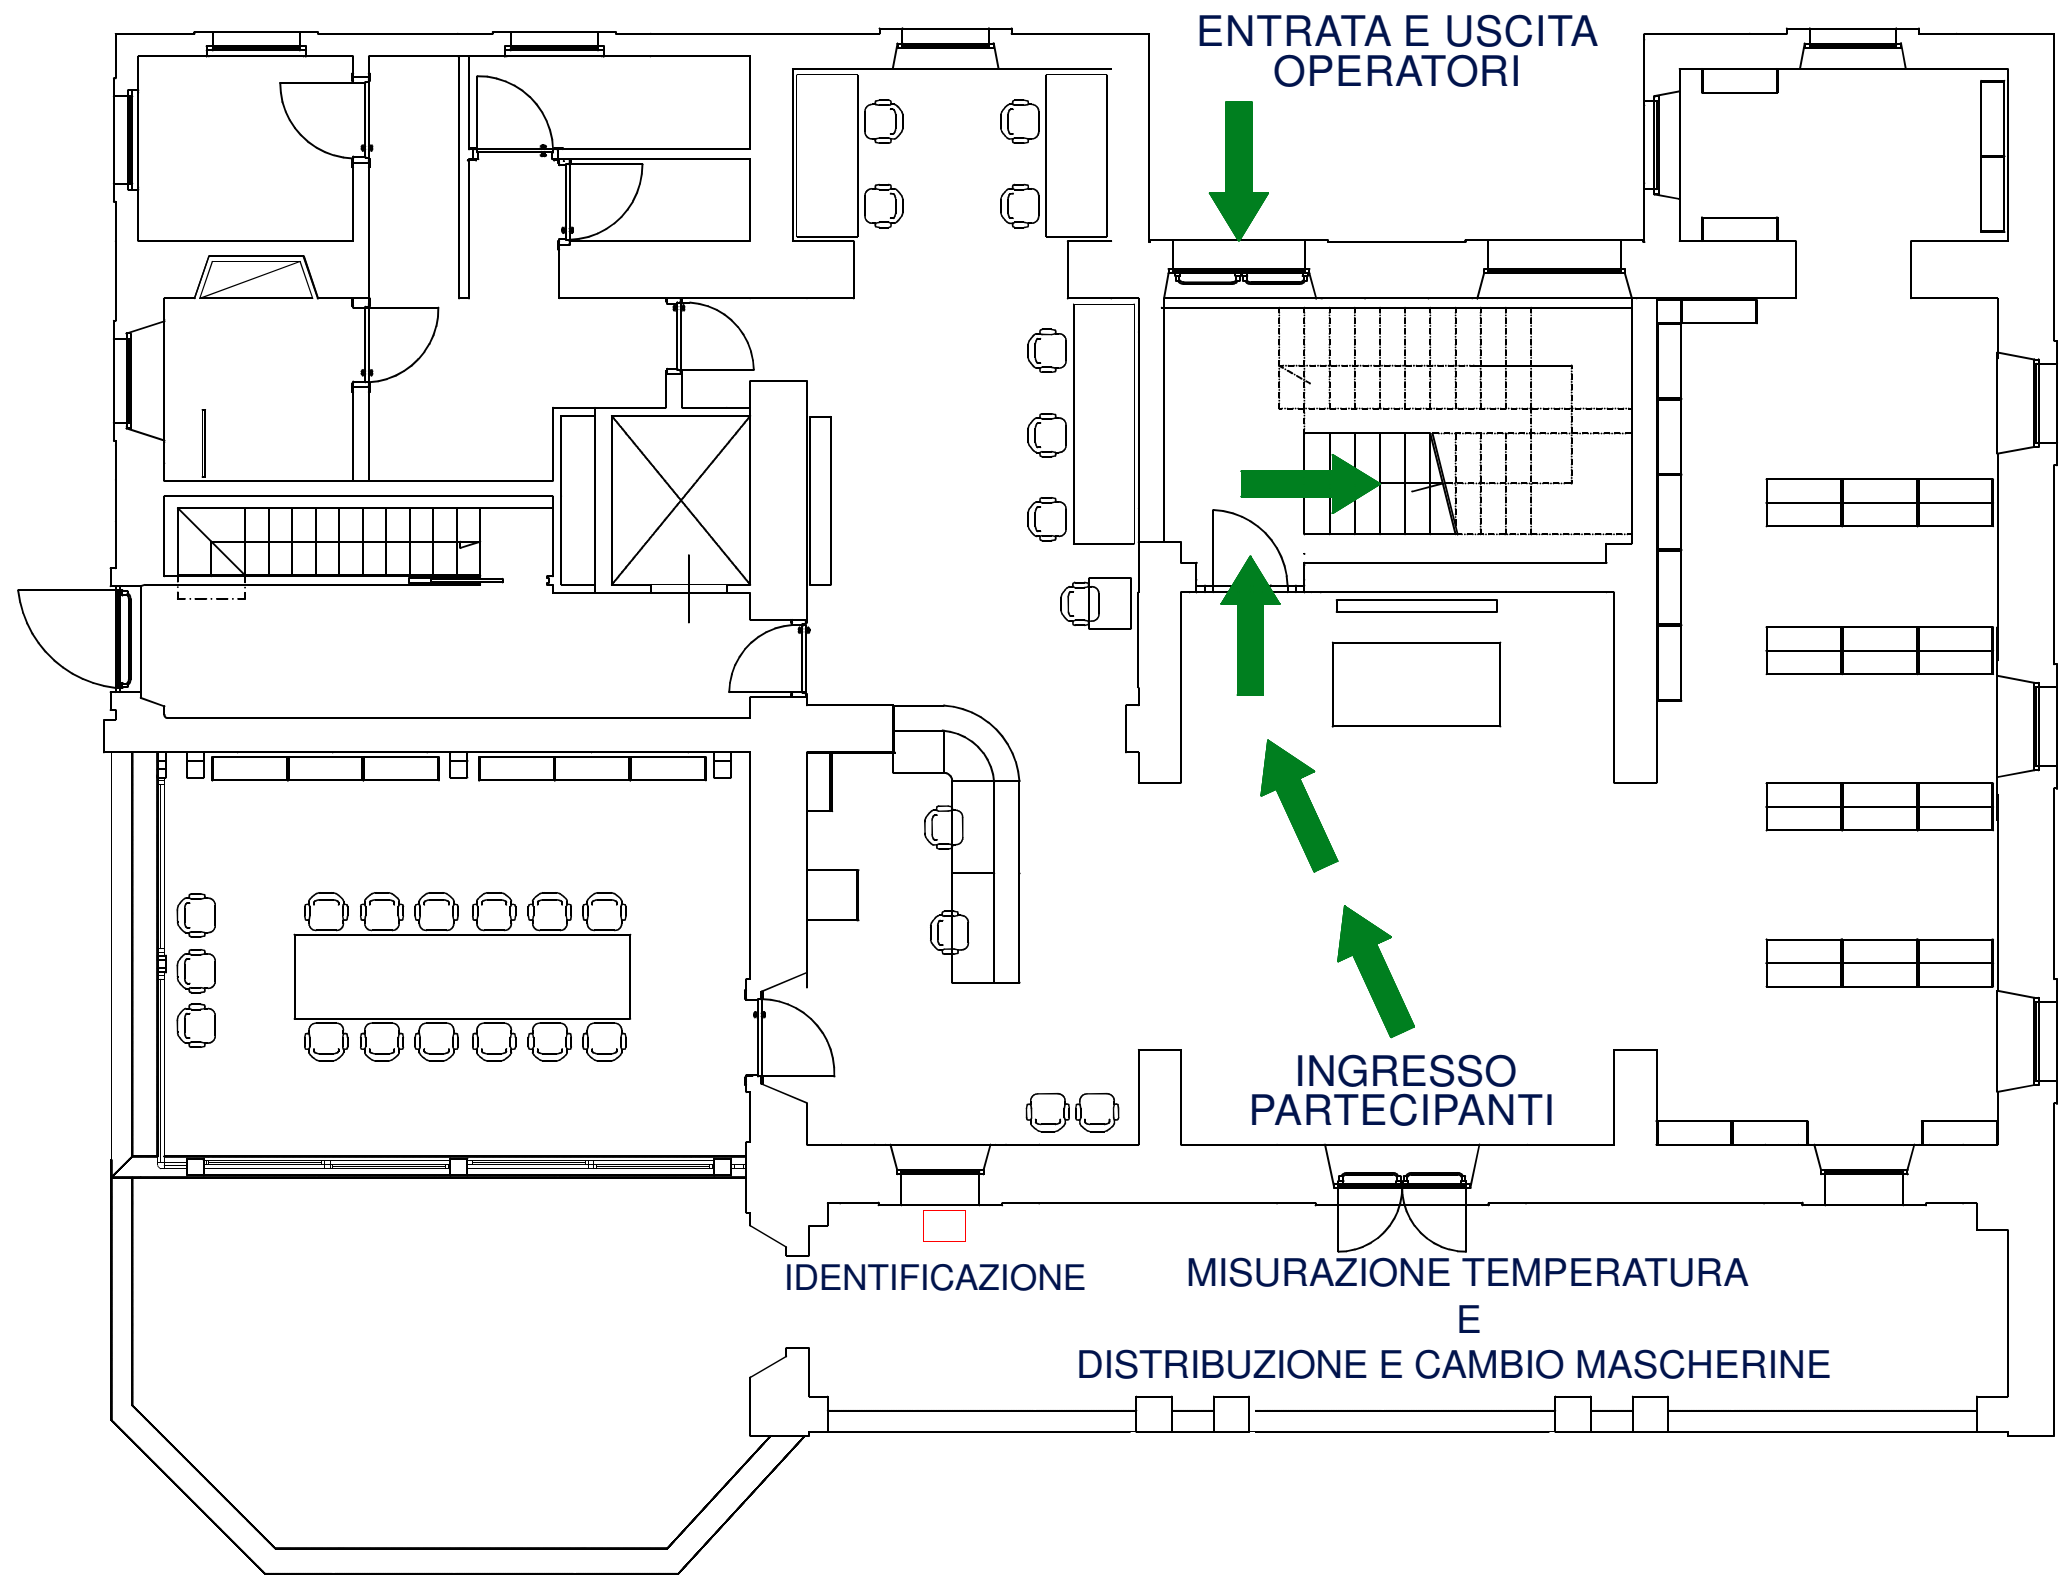 ENTRATA E USCITA
OPERATORI
INGRESSO
PARTECIPANTI
IDENTIFICAZIONE
MISURAZIONE TEMPERATURA
E
DISTRIBUZIONE E CAMBIO MASCHERINE